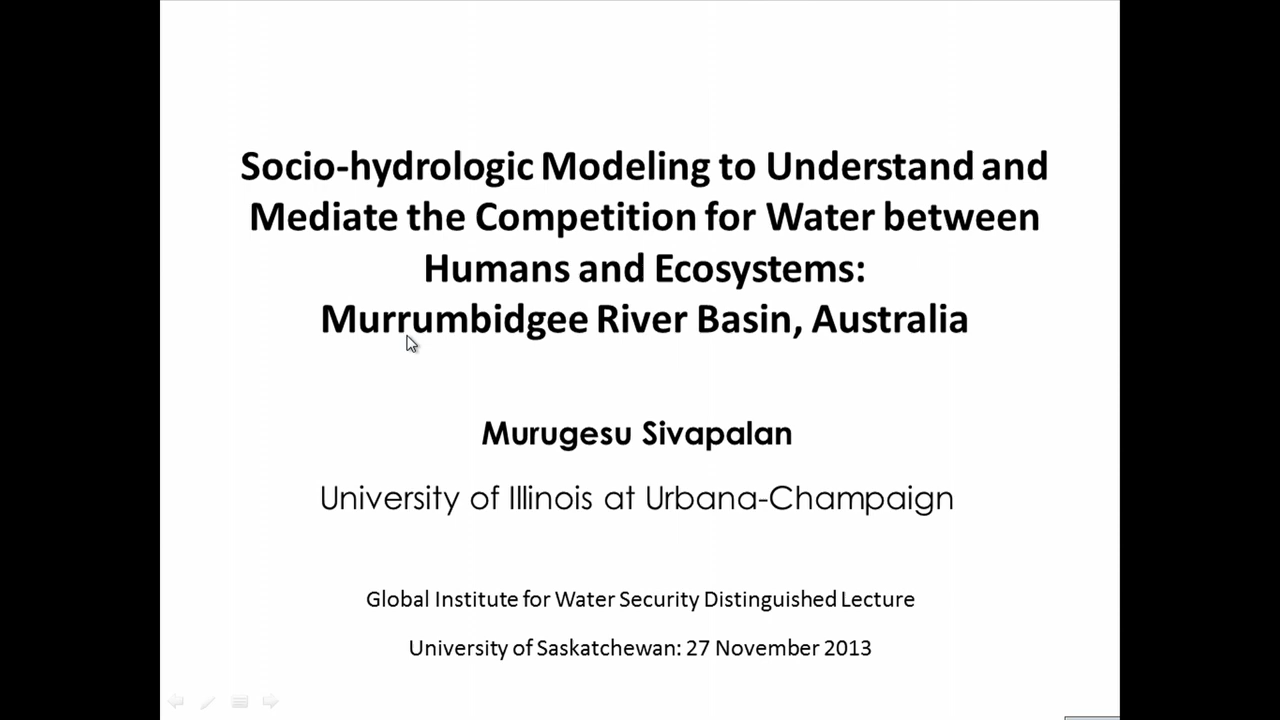 Socio-hydrologic Modeling to Understand and
Mediate the Competition for Water between
Humans and Ecosystems:
Murrumbidgee River Basin, Australia
Murugesu Sivapalan
University of Illinois at Urbana-Champaign
Global Institute for Water Security Distinguished Lecture
University of Saskatchewan: 27 November 2013